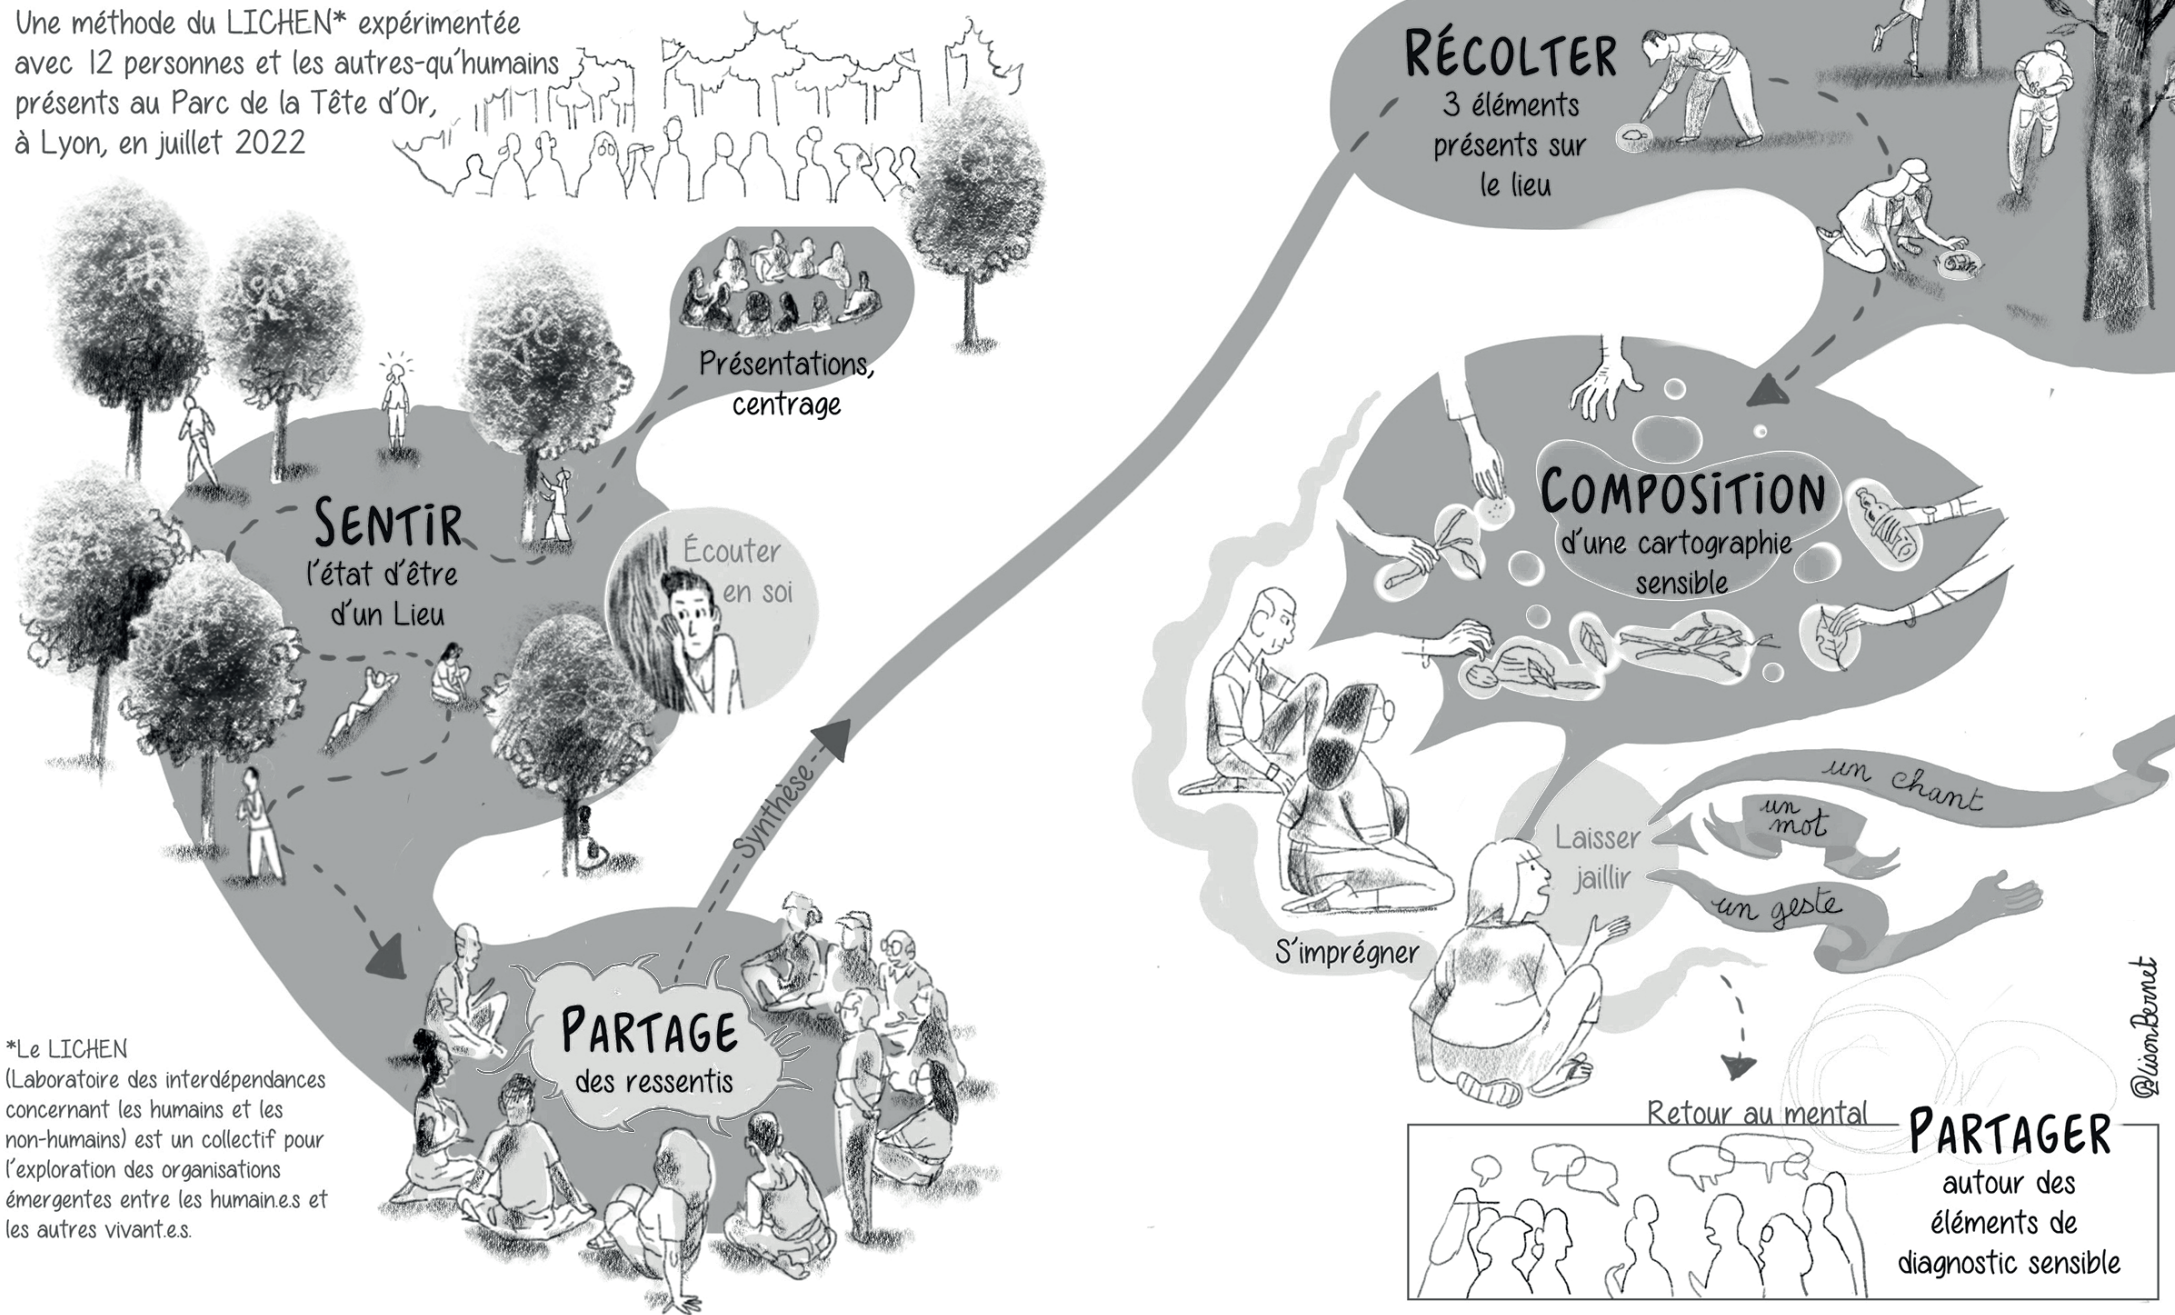 Une méthode du LICHEN* expérimentée
avec 12 personnes et les autres-qu'humains
présents au Parc de la Tête d'Or,
à Lyon, en juillet 2022
Présentations,
centrage
SENTIR
l'état d'être
d'un Lieu
Écouter
en soi
PARTAGE
des ressentis
Synthèse
*Le LICHEN
(Laboratoire des interdépendances
concernant les humains et les
non-humains) est un collectif pour
l'exploration des organisations
émergentes entre les humain.e.s et
les autres vivant.e.s.
RÉCOLTER
3 éléments
présents sur
le lieu
COMPOSITION
d'une cartographie
sensible
S'imprégner
Laisser
jaillir
un chant
un
mot
un geste
Retour au mental
PARTAGER
autour des
éléments de
diagnostic sensible
@lisonBernet